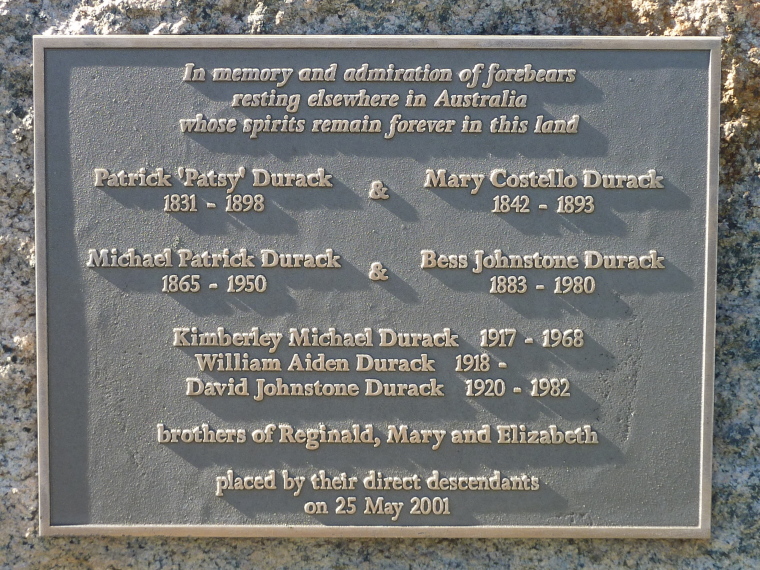 In memory and admiration of forebears
resting elsewhere in Australia
whose spirits remain forever in this land
Patrick 'Patsy' Durack & Mary Costello Durack
1831 - 1898 1842 - 1893
Michael Patrick Durack & Bess Johnstone Durack
1865 - 1950 1883 - 1980
Kimberley Michael Durack 1917 - 1968
William Aiden Durack 1918 -
David Johnstone Durack 1920 - 1982
brothers of Reginald, Mary and Elizabeth
placed by their direct descendants
on 25 May 2001